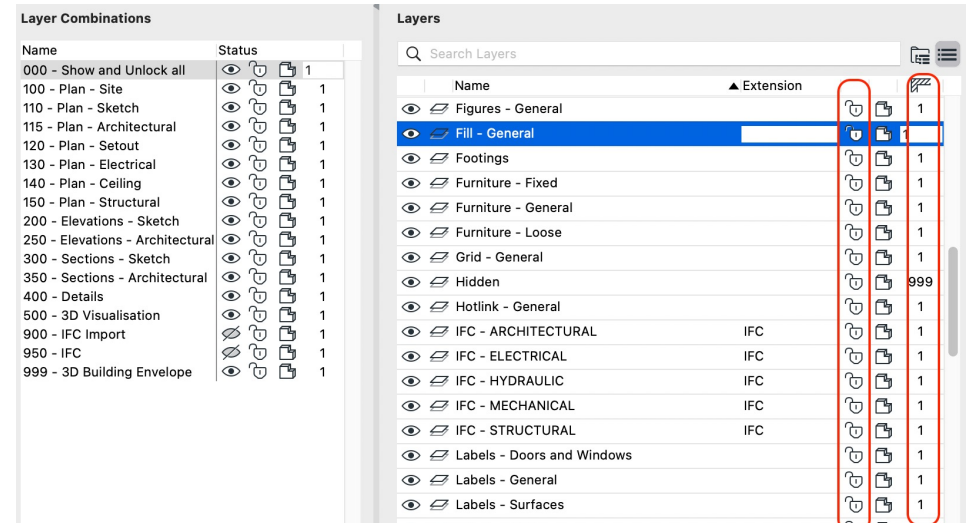 Layer Combinations
Name Status
000 - Show and Unlock all 1
100 - Plan - Site 1
110 - Plan - Sketch 1
115 - Plan - Architectural 1
120 - Plan - Setout 1
130 - Plan - Electrical 1
140 - Plan - Ceiling 1
150 - Plan - Structural 1
200 - Elevations - Sketch 1
250 - Elevations - Architectural 1
300 - Sections - Sketch 1
350 - Sections - Architectural 1
400 - Details 1
500 - 3D Visualisation 1
900 - IFC Import 1
950 - IFC 1
999 - 3D Building Envelope 1
Layers
Search Layers
Name Extension
Figures - General 1
Fill - General 1
Footings 1
Furniture - Fixed 1
Furniture - General 1
Furniture - Loose 1
Grid - General 1
Hidden 999
Hotlink - General 1
IFC - ARCHITECTURAL IFC 1
IFC - ELECTRICAL IFC 1
IFC - HYDRAULIC IFC 1
IFC - MECHANICAL IFC 1
IFC - STRUCTURAL IFC 1
Labels - Doors and Windows 1
Labels - General 1
Labels - Surfaces 1